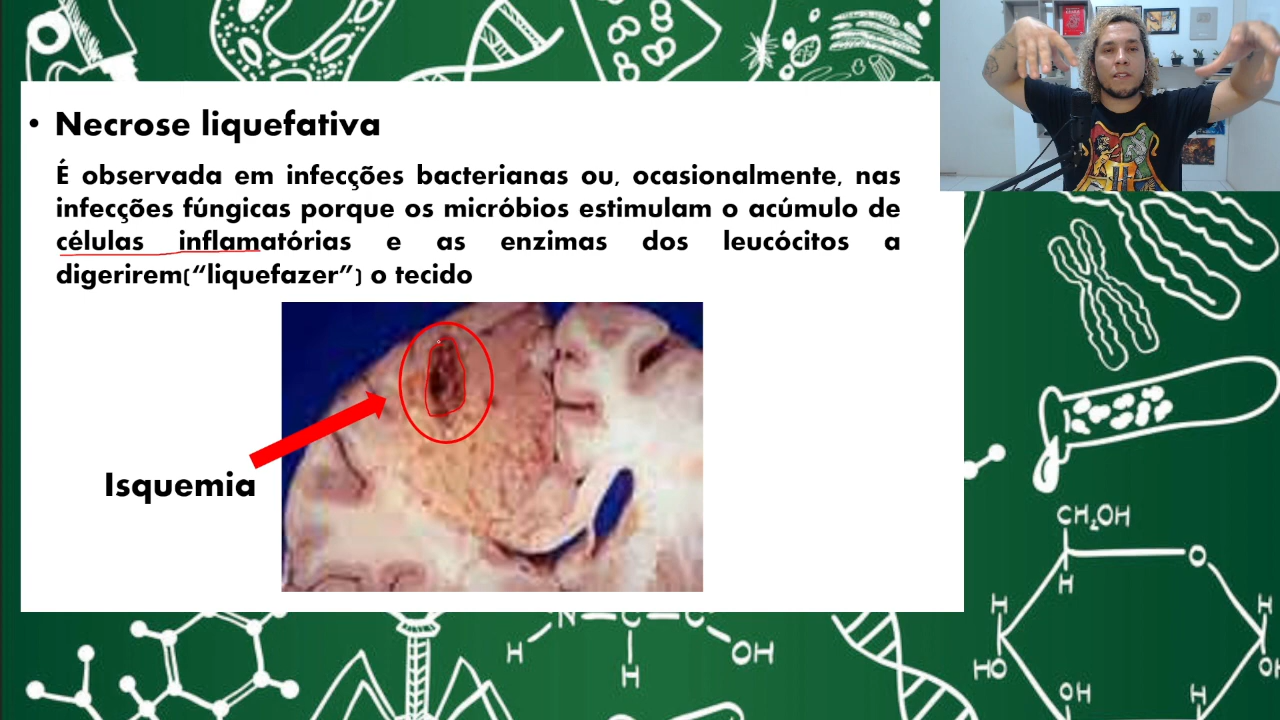 • Necrose liquefativa
É observada em infecções bacterianas ou, ocasionalmente, nas
infecções fúngicas porque os micróbios estimulam o acúmulo de
células inflamatórias e as enzimas dos leucócitos a
digerirem(“liquefazer”) o tecido
Isquemia
CH₂OH
O
H
H
H
HO
OH
OH
H
N C C
H
OH
H